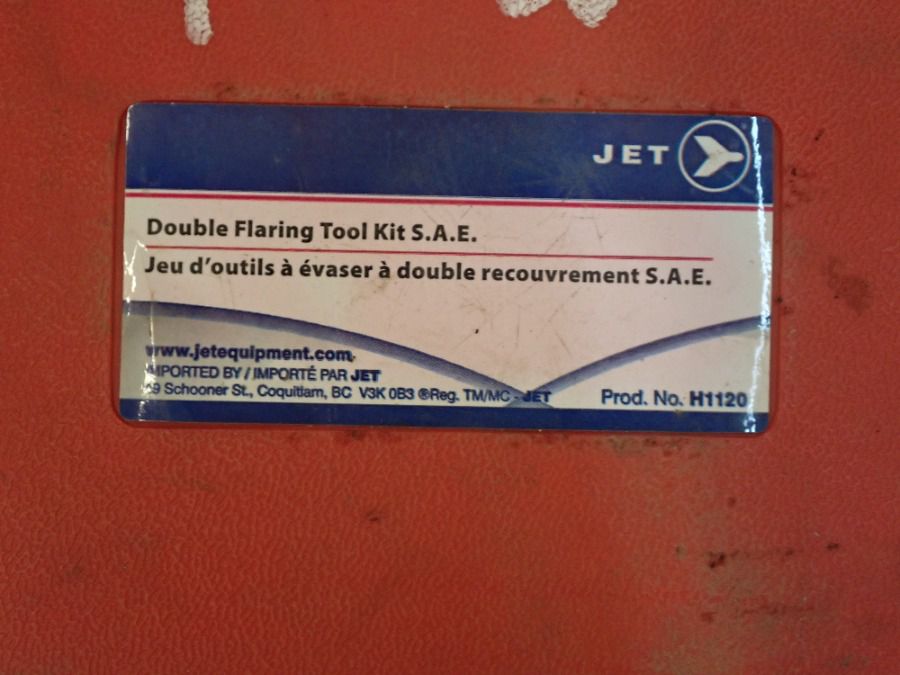 JET
Double Flaring Tool Kit S.A.E.
Jeu d'outils à évaser à double recouvrement S.A.E.
www.jetequipment.com
IMPORTED BY / IMPORTÉ PAR JET
Schooner St., Coquitlam, BC V3K 0B3 ®Reg. TM/MC - JET
Prod. No. H1120